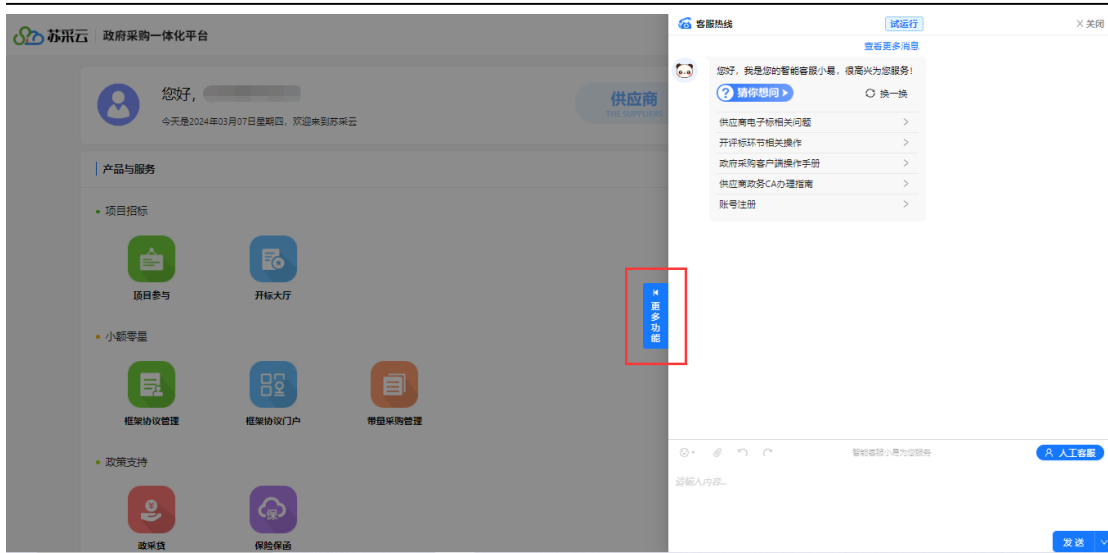 苏采云 政府采购一体化平台
您好，
今天是2024年03月07日星期四，欢迎来到苏采云
供应商
THE SUPPLIERS
产品与服务
项目招标
项目参与
开标大厅
小额零星
框架协议管理
框架协议门户
带量采购管理
政策支持
政采贷
保
保险保函
更多功能
客服热线
试运行
关闭
查看更多消息
您好，我是您的智能客服小易，很高兴为您服务！
? 猜你想问
换一换
供应商电子标相关问题
开评标环节相关操作
政府采购客户端操作手册
供应商政务CA办理指南
账号注册
智能客服小易为您服务
人工客服
请输入内容...
发送